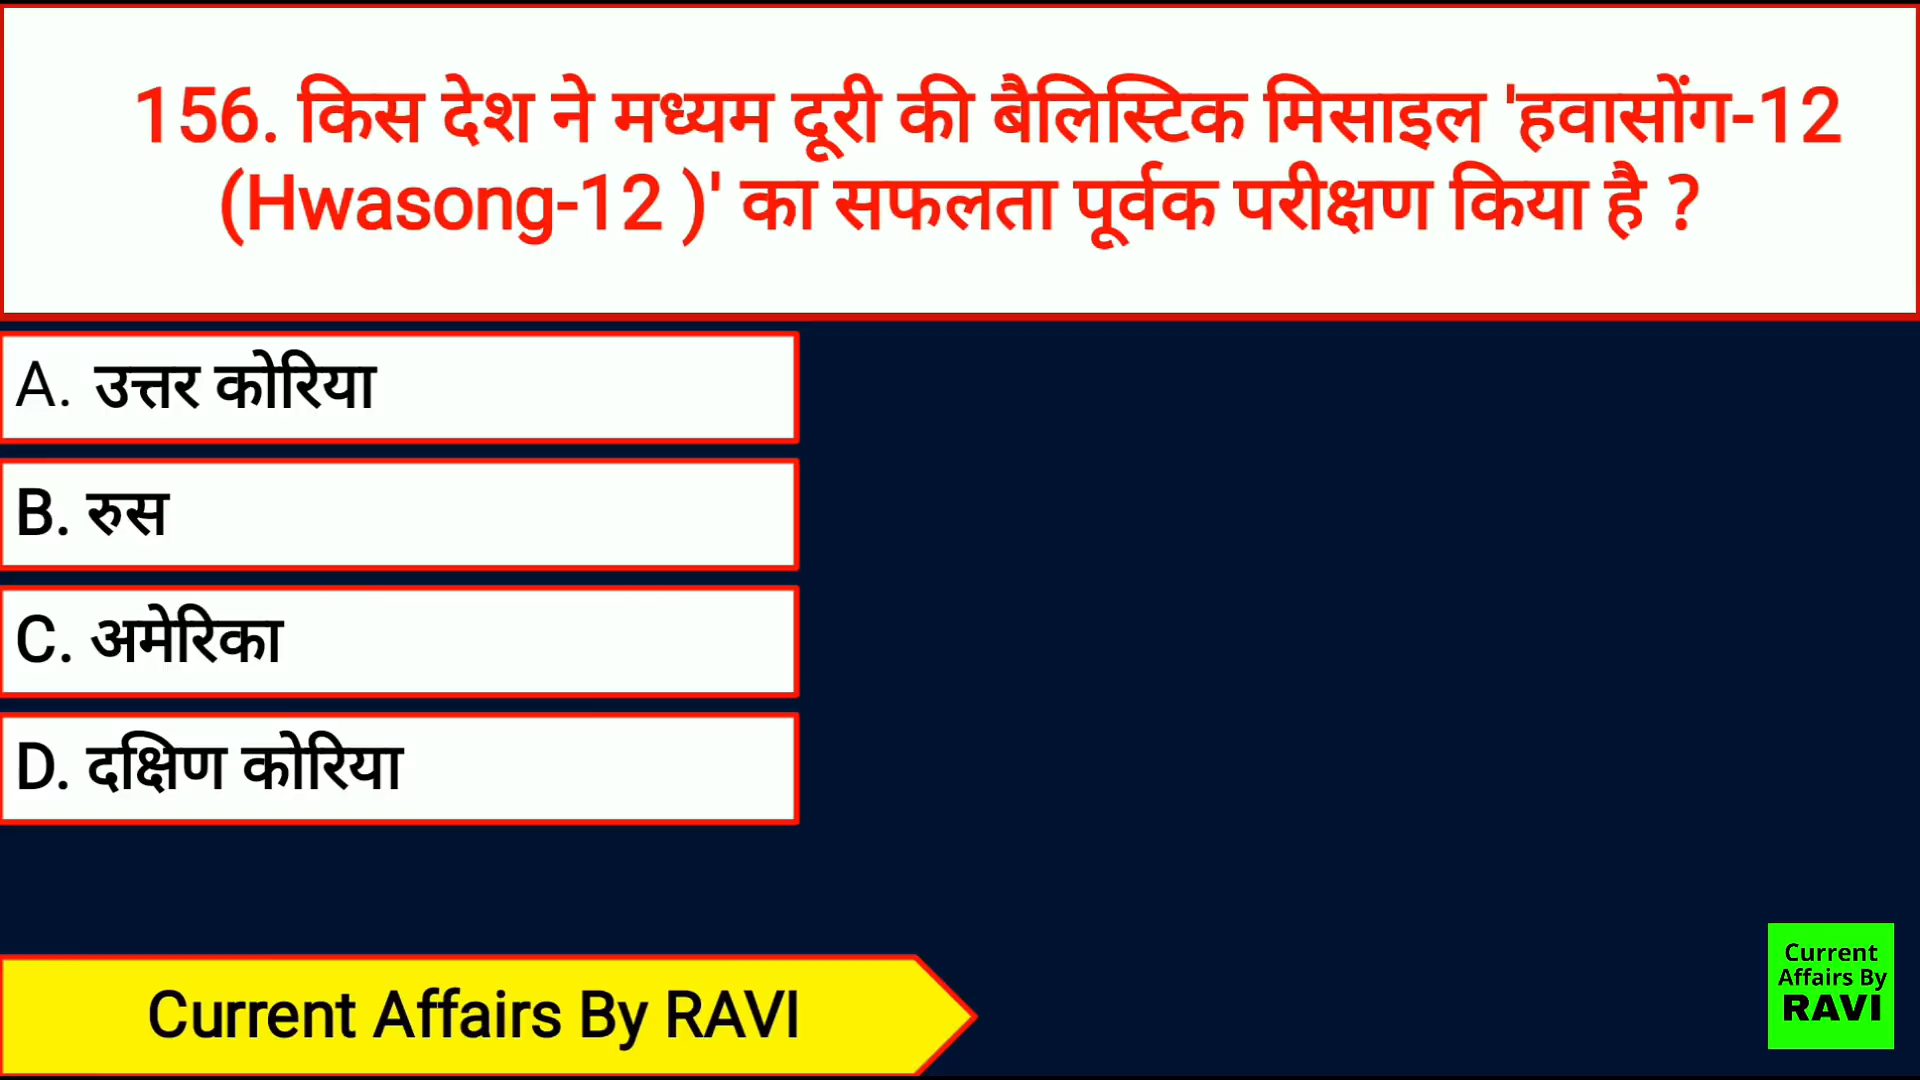 156. किस देश ने मध्यम दूरी की बैलिस्टिक मिसाइल 'हवासोंग-12
(Hwasong-12 )' का सफलता पूर्वक परीक्षण किया है ?
A. उत्तर कोरिया
B. रुस
C. अमेरिका
D. दक्षिण कोरिया
Current Affairs By RAVI
Current
Affairs By
RAVI